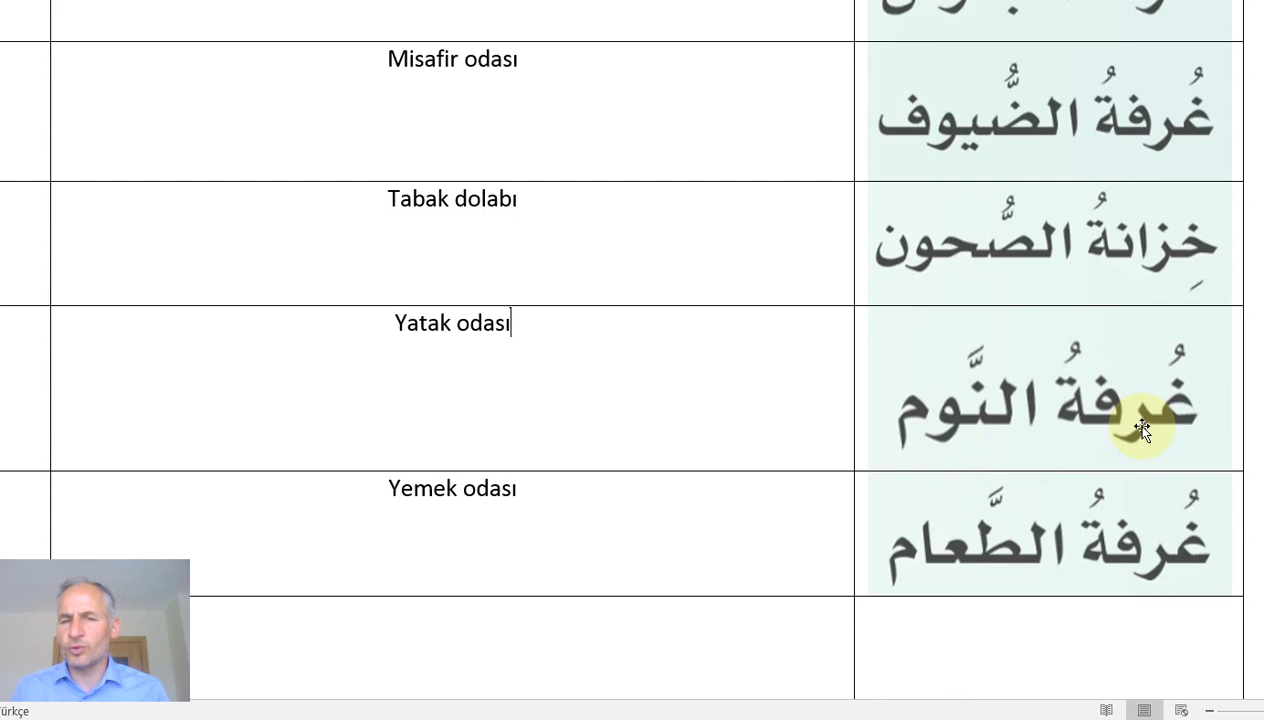 Misafir odası
غُرفةُ الضُّيوف
Tabak dolabı
خِزانةُ الصُّحون
Yatak odası
غُرفةُ النَّوم
Yemek odası
غُرفةُ الطَّعام
ürkçe